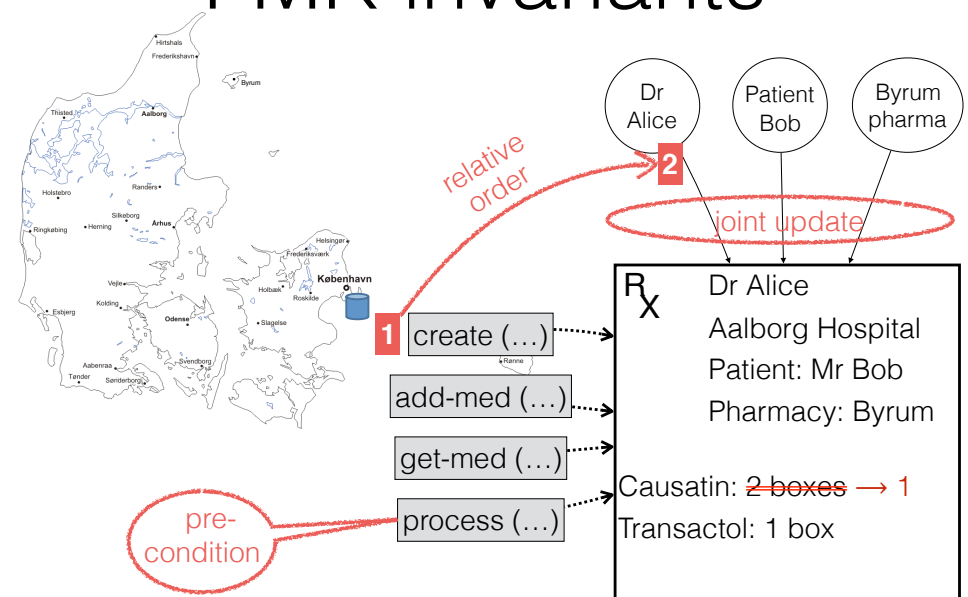 invariants
Hirtshals
Frederikshavn
Byrum
Thisted
Aalborg
Holstebro
Randers
Silkeborg
Ringkøbing
Herning
Århus
Vejle
Kolding
Esbjerg
Odense
Svendborg
Aabenraa
Tønder
Sønderborg
Helsingør
Frederiksværk
København
Holbæk
Roskilde
Slagelse
Rønne
relative
order
1
2
Dr
Alice
Patient
Bob
Byrum
pharma
joint update
create (...)
add-med (...)
get-med (...)
process (...)
pre-
condition
Rx
Dr Alice
Aalborg Hospital
Patient: Mr Bob
Pharmacy: Byrum
Causatin: 2 boxes → 1
Transactol: 1 box